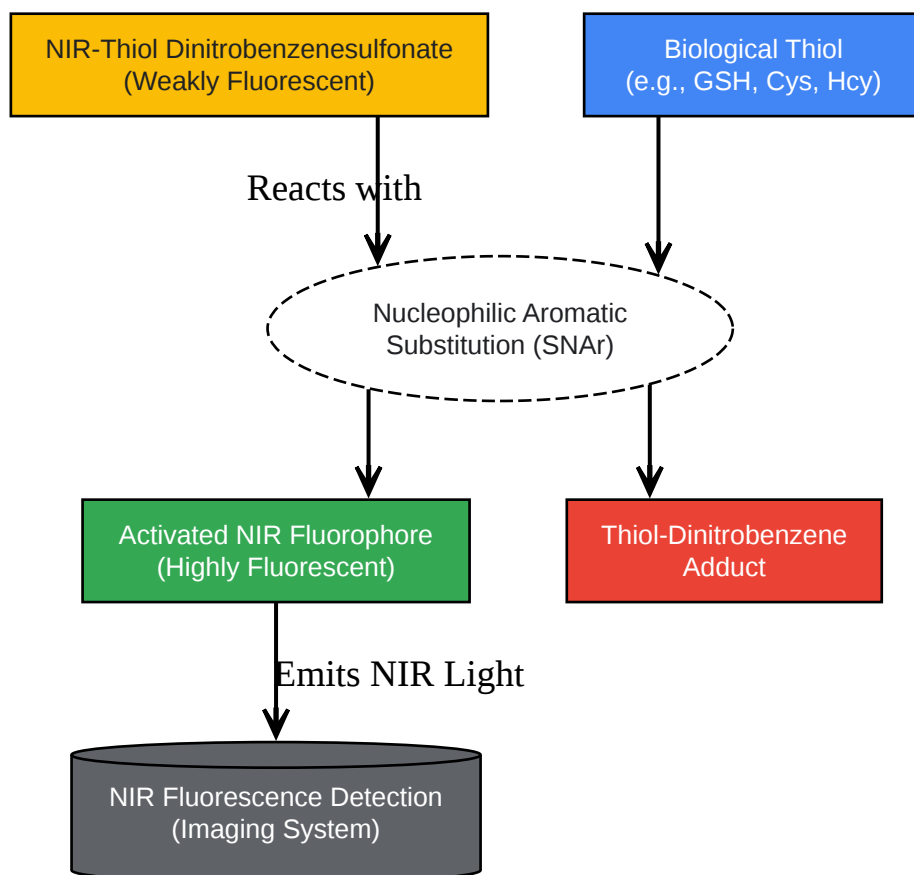 NIR-Thiol Dinitrobenzenesulfonate
(Weakly Fluorescent)
Biological Thiol
(e.g., GSH, Cys, Hcy)
Reacts with
Nucleophilic Aromatic
Substitution (SNAr)
Activated NIR Fluorophore
(Highly Fluorescent)
Thiol-Dinitrobenzene
Adduct
Emits NIR Light
NIR Fluorescence Detection
(Imaging System)